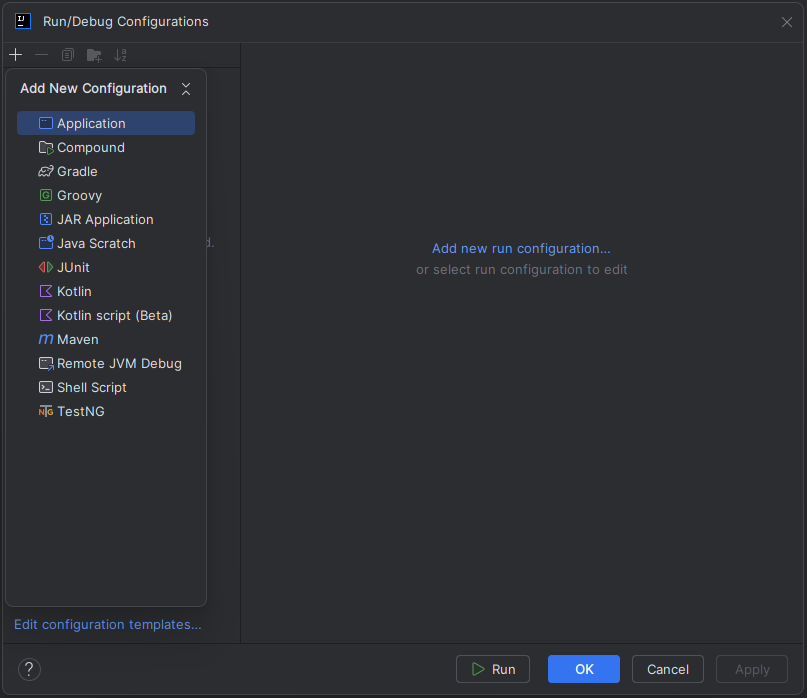 Run/Debug Configurations
Add New Configuration
Application
Compound
Gradle
Groovy
JAR Application
Java Scratch
JUnit
Kotlin
Kotlin script (Beta)
Maven
Remote JVM Debug
Shell Script
TestNG
Add new run configuration...
or select run configuration to edit
Edit configuration templates...
?
Run
OK
Cancel
Apply